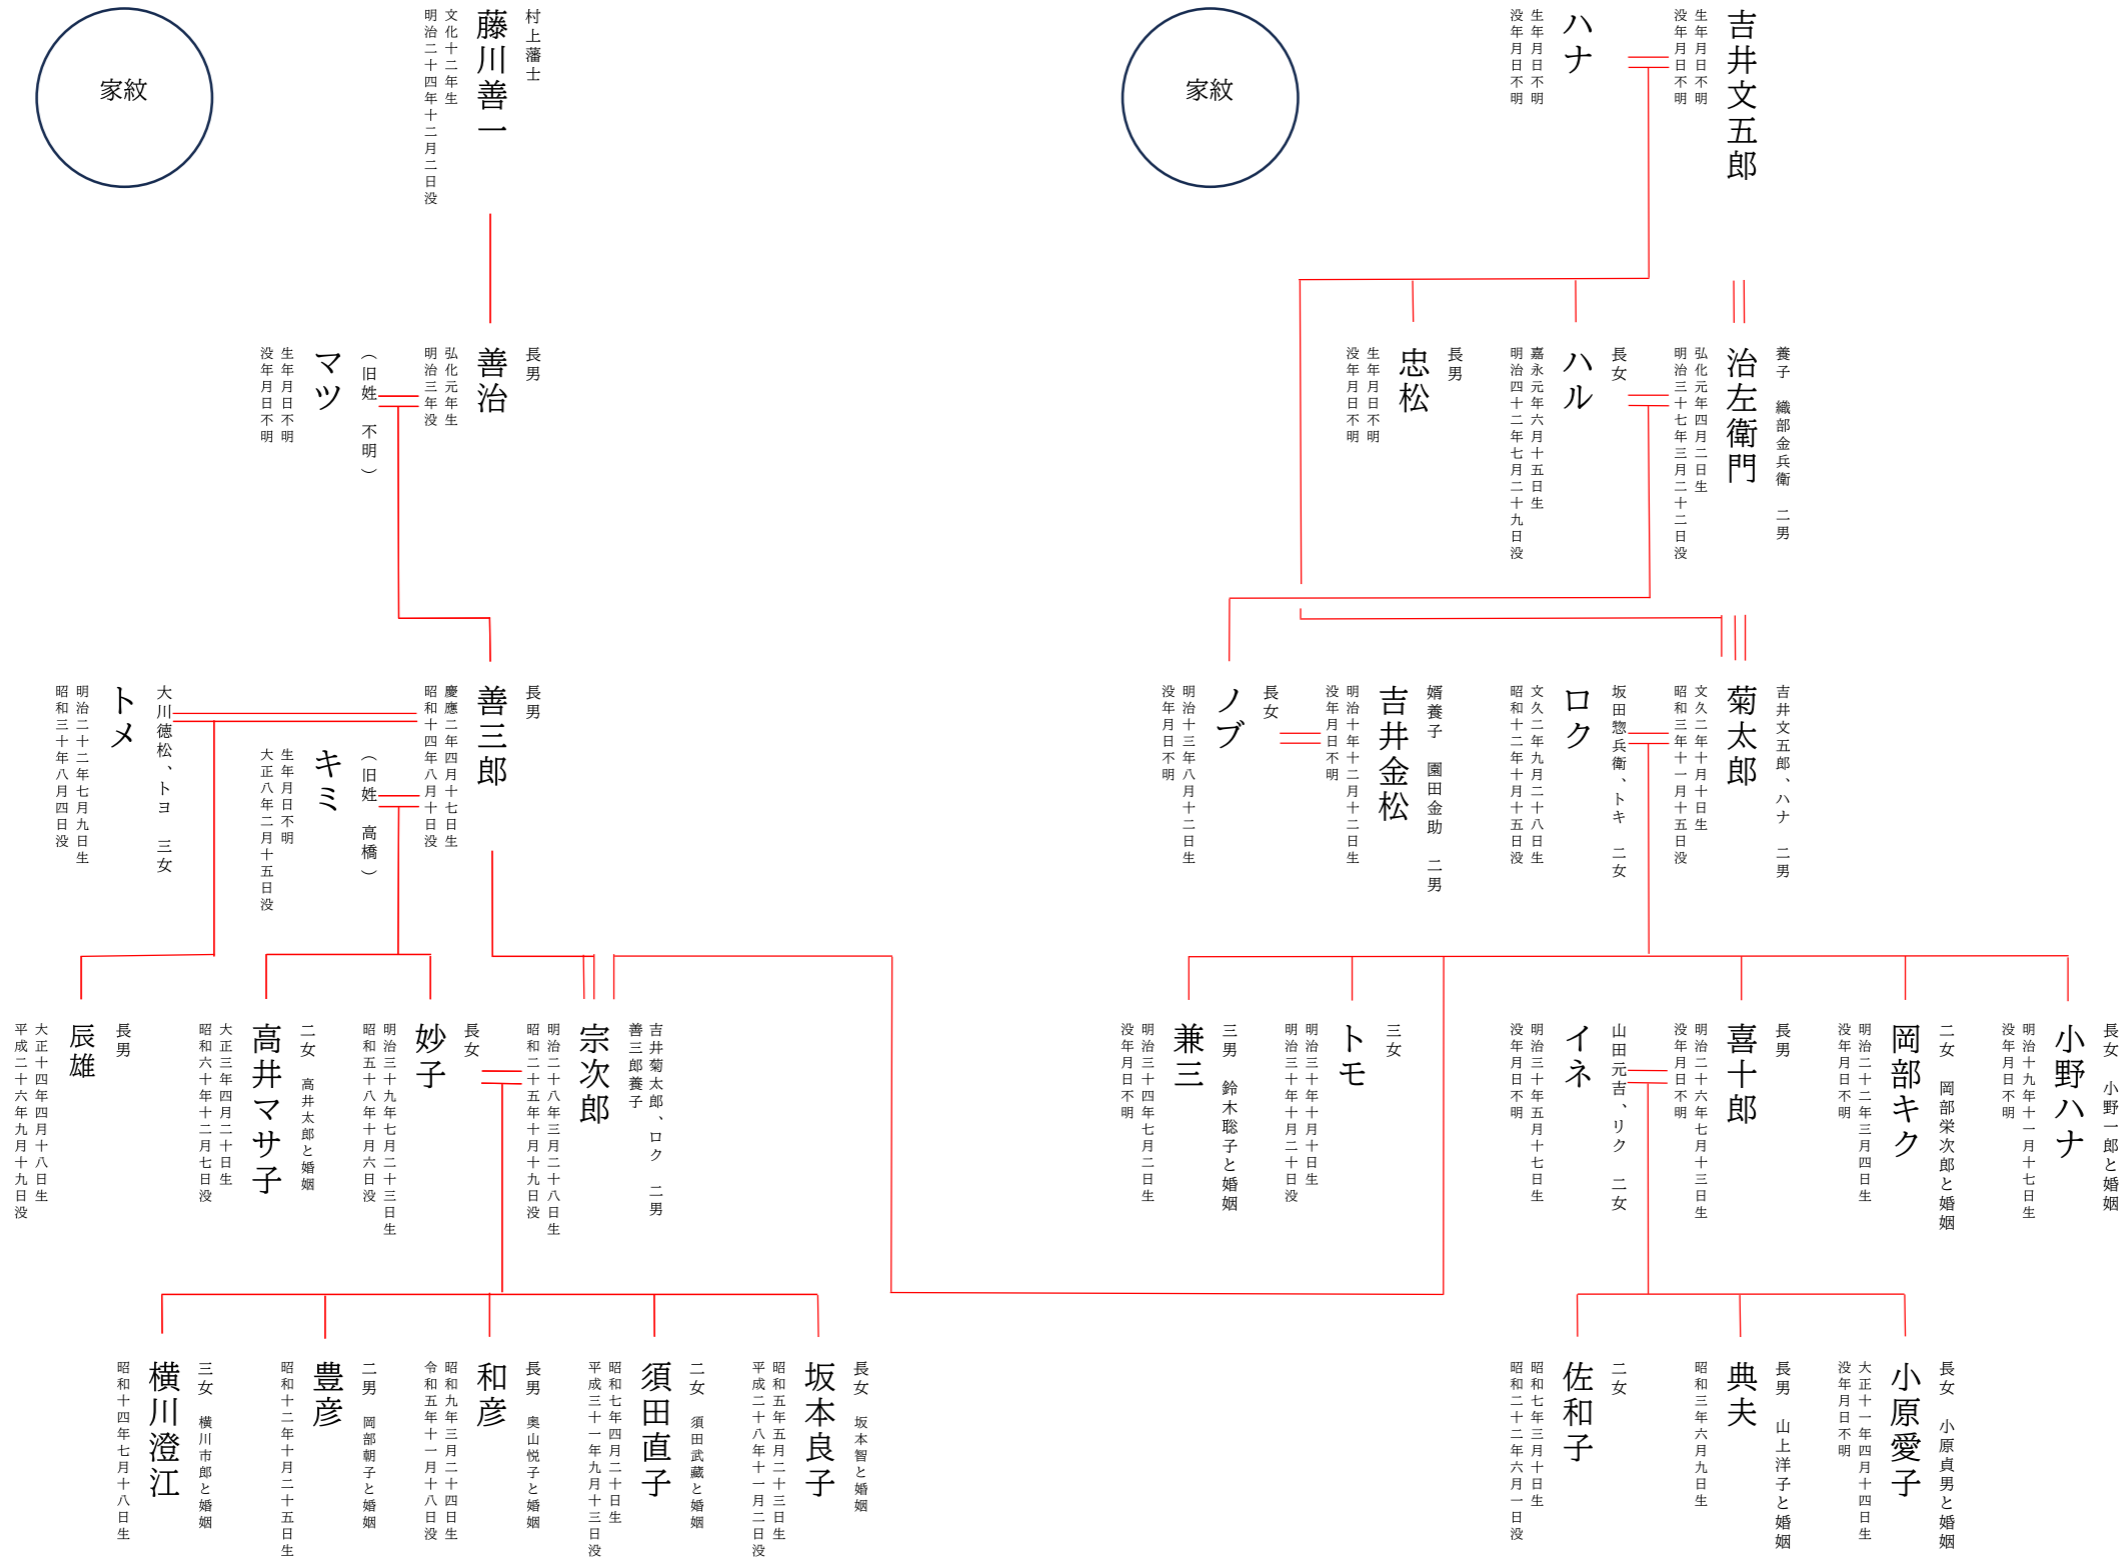 吉井文五郎
生年月日不明
没年月日不明
ハナ
生年月日不明
没年月日不明
家紋
養子　織部金兵衛　二男
治左衛門
弘化元年四月二日生
明治三十七年三月二十二日没
長女
ハル
嘉永元年六月十五日生
明治四十二年七月二十九日没
長男
忠松
生年月日不明
没年月日不明
吉井文五郎、ハナ　二男
菊太郎
文久二年十月十日生
昭和三年十一月十五日没
坂田惣兵衛、トキ　二女
ロク
文久二年九月二十八日生
昭和十二年十月十五日没
婿養子　園田金助　二男
吉井金松
明治十年十二月十二日生
没年月日不明
長女
ノブ
明治十三年八月十二日生
没年月日不明
長女　小野一郎と婚姻
小野ハナ
明治十九年十一月十七日生
没年月日不明
二女　岡部栄次郎と婚姻
岡部キク
明治二十二年三月四日生
没年月日不明
長男
喜十郎
明治二十六年七月十三日生
没年月日不明
山田元吉、リク　二女
イネ
明治三十年五月十七日生
没年月日不明
三女
トモ
明治三十年十月十日生
明治三十年十月二十日没
三男　鈴木聡子と婚姻
兼三
明治三十四年七月二日生
没年月日不明
長女　小原貞男と婚姻
小原愛子
大正十一年四月十四日生
没年月日不明
長男　山上洋子と婚姻
典夫
昭和三年六月九日生
二女
佐和子
昭和七年三月十日生
昭和二十二年六月一日没
村上藩士
藤川善一
文化十二年生
明治二十四年十二月二日没
家紋
長男
善治
弘化元年生
明治三年没
（旧姓　不明）
マツ
生年月日不明
没年月日不明
長男
善三郎
慶應二年四月十七日生
昭和十四年八月十日没
（旧姓　高橋）
キミ
生年月日不明
大正八年二月十五日没
大川徳松、トヨ　三女
トメ
明治二十二年七月九日生
昭和三十年八月四日没
吉井菊太郎、ロク　二男
善三郎養子
宗次郎
明治二十八年三月二十八日生
昭和二十五年十月十九日没
長女
妙子
明治三十九年七月二十三日生
昭和五十八年十月六日没
二女　高井太郎と婚姻
高井マサ子
大正三年四月二十日生
昭和六十年十二月七日没
長男
辰雄
大正十四年四月十八日生
平成二十六年九月十九日没
長女　坂本智と婚姻
坂本良子
昭和五年五月二十三日生
平成二十八年十一月二日没
二女　須田武蔵と婚姻
須田直子
昭和七年四月二十日生
平成三十一年九月十三日没
長男　奥山悦子と婚姻
和彦
昭和九年三月二十四日生
令和五年十一月十八日没
二男　岡部朝子と婚姻
豊彦
昭和十二年十月二十五日生
三女　横川市郎と婚姻
横川澄江
昭和十四年七月十八日生